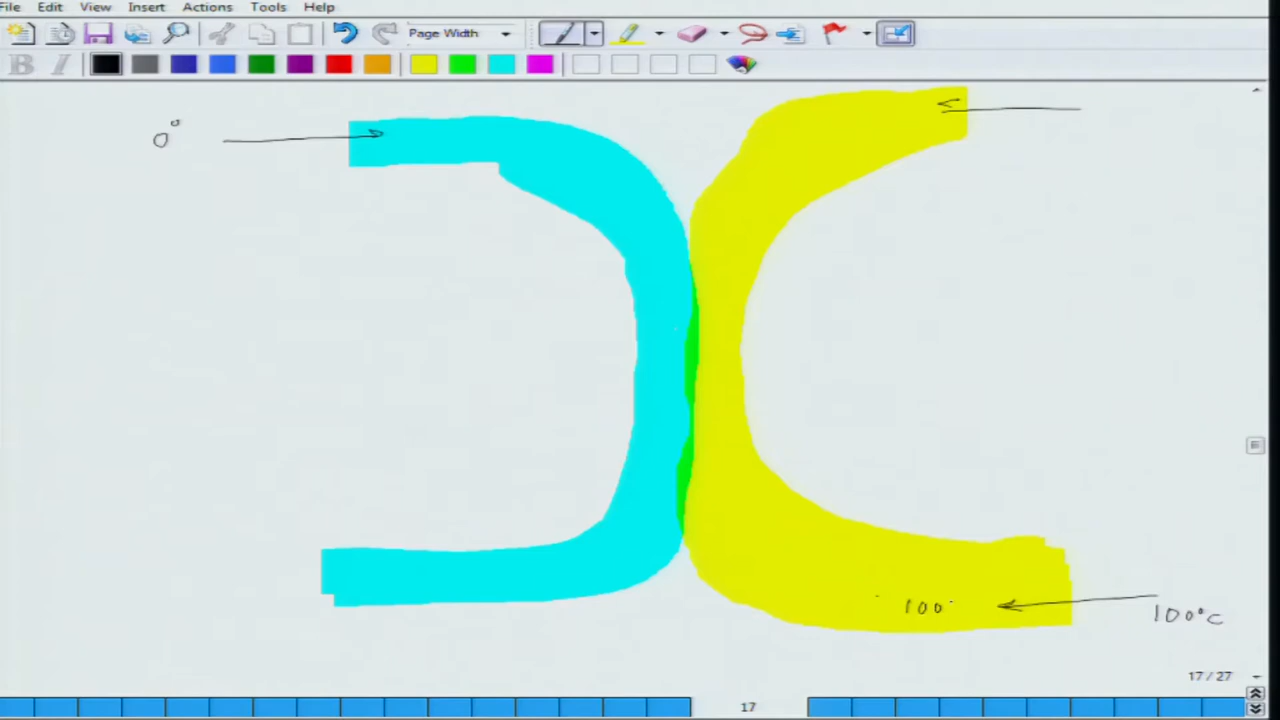 File Edit View Insert Actions Tools Help
Page Width
B I
0°
100
100°C
17 / 27
17